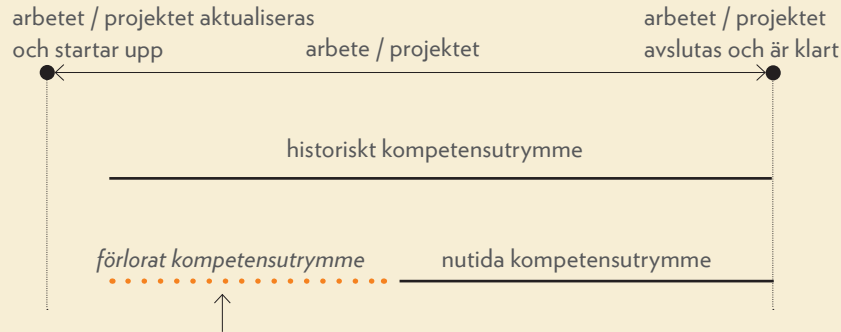 arbetet / projektet aktualiseras
och startar upp
arbete / projektet
arbetet / projektet
avslutas och är klart
historiskt kompetensutrymme
förlorat kompetensutrymme
nutida kompetensutrymme